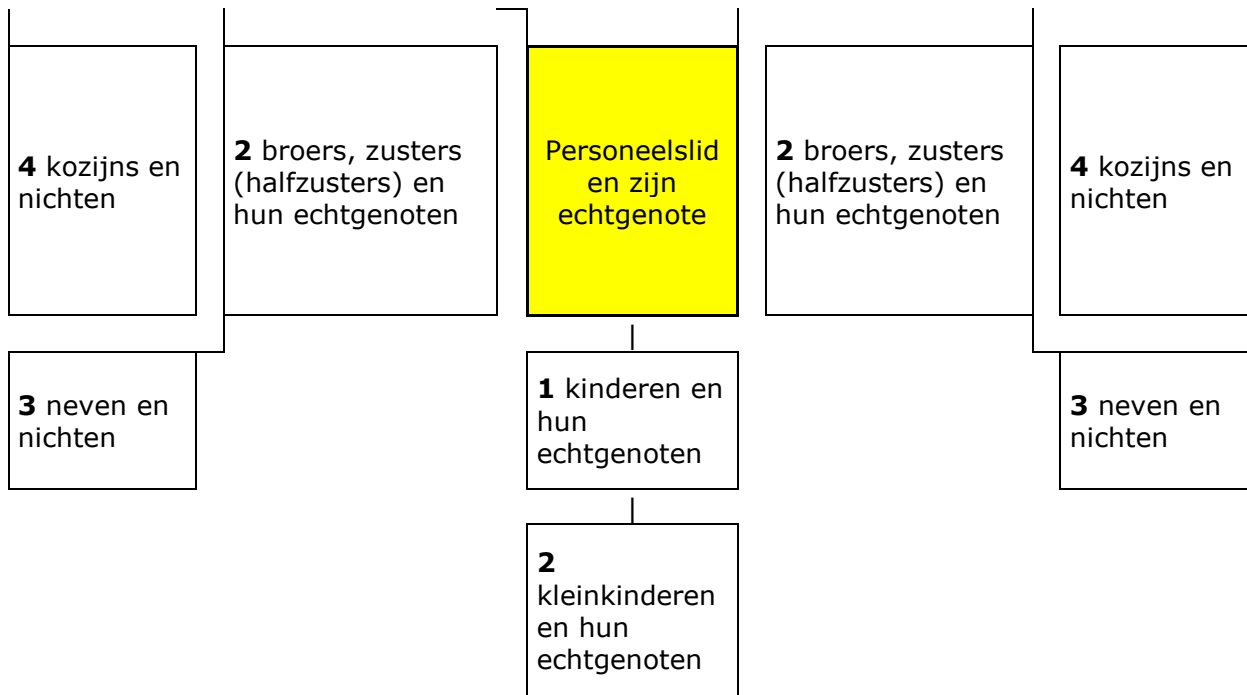 4 kozijns en
nichten
2 broers, zusters
(halfzusters) en
hun echtgenoten
Personeelslid
en zijn
echtgenote
2 broers, zusters
(halfzusters) en
hun echtgenoten
4 kozijns en
nichten
3 neven en
nichten
1 kinderen en
hun
echtgenoten
3 neven en
nichten
2
kleinkinderen
en hun
echtgenoten